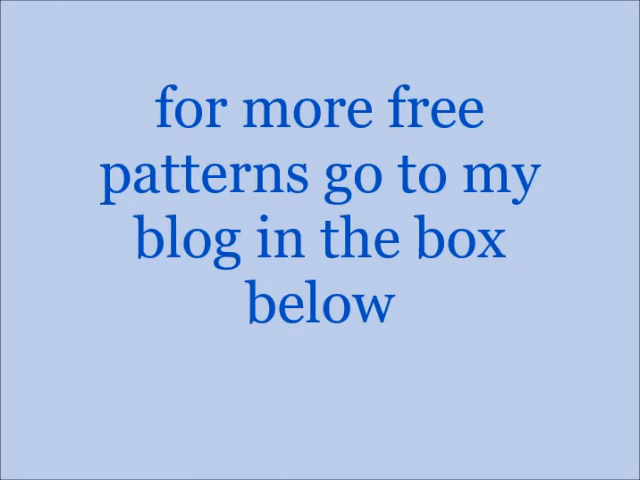 for more free
patterns go to my
blog in the box
below